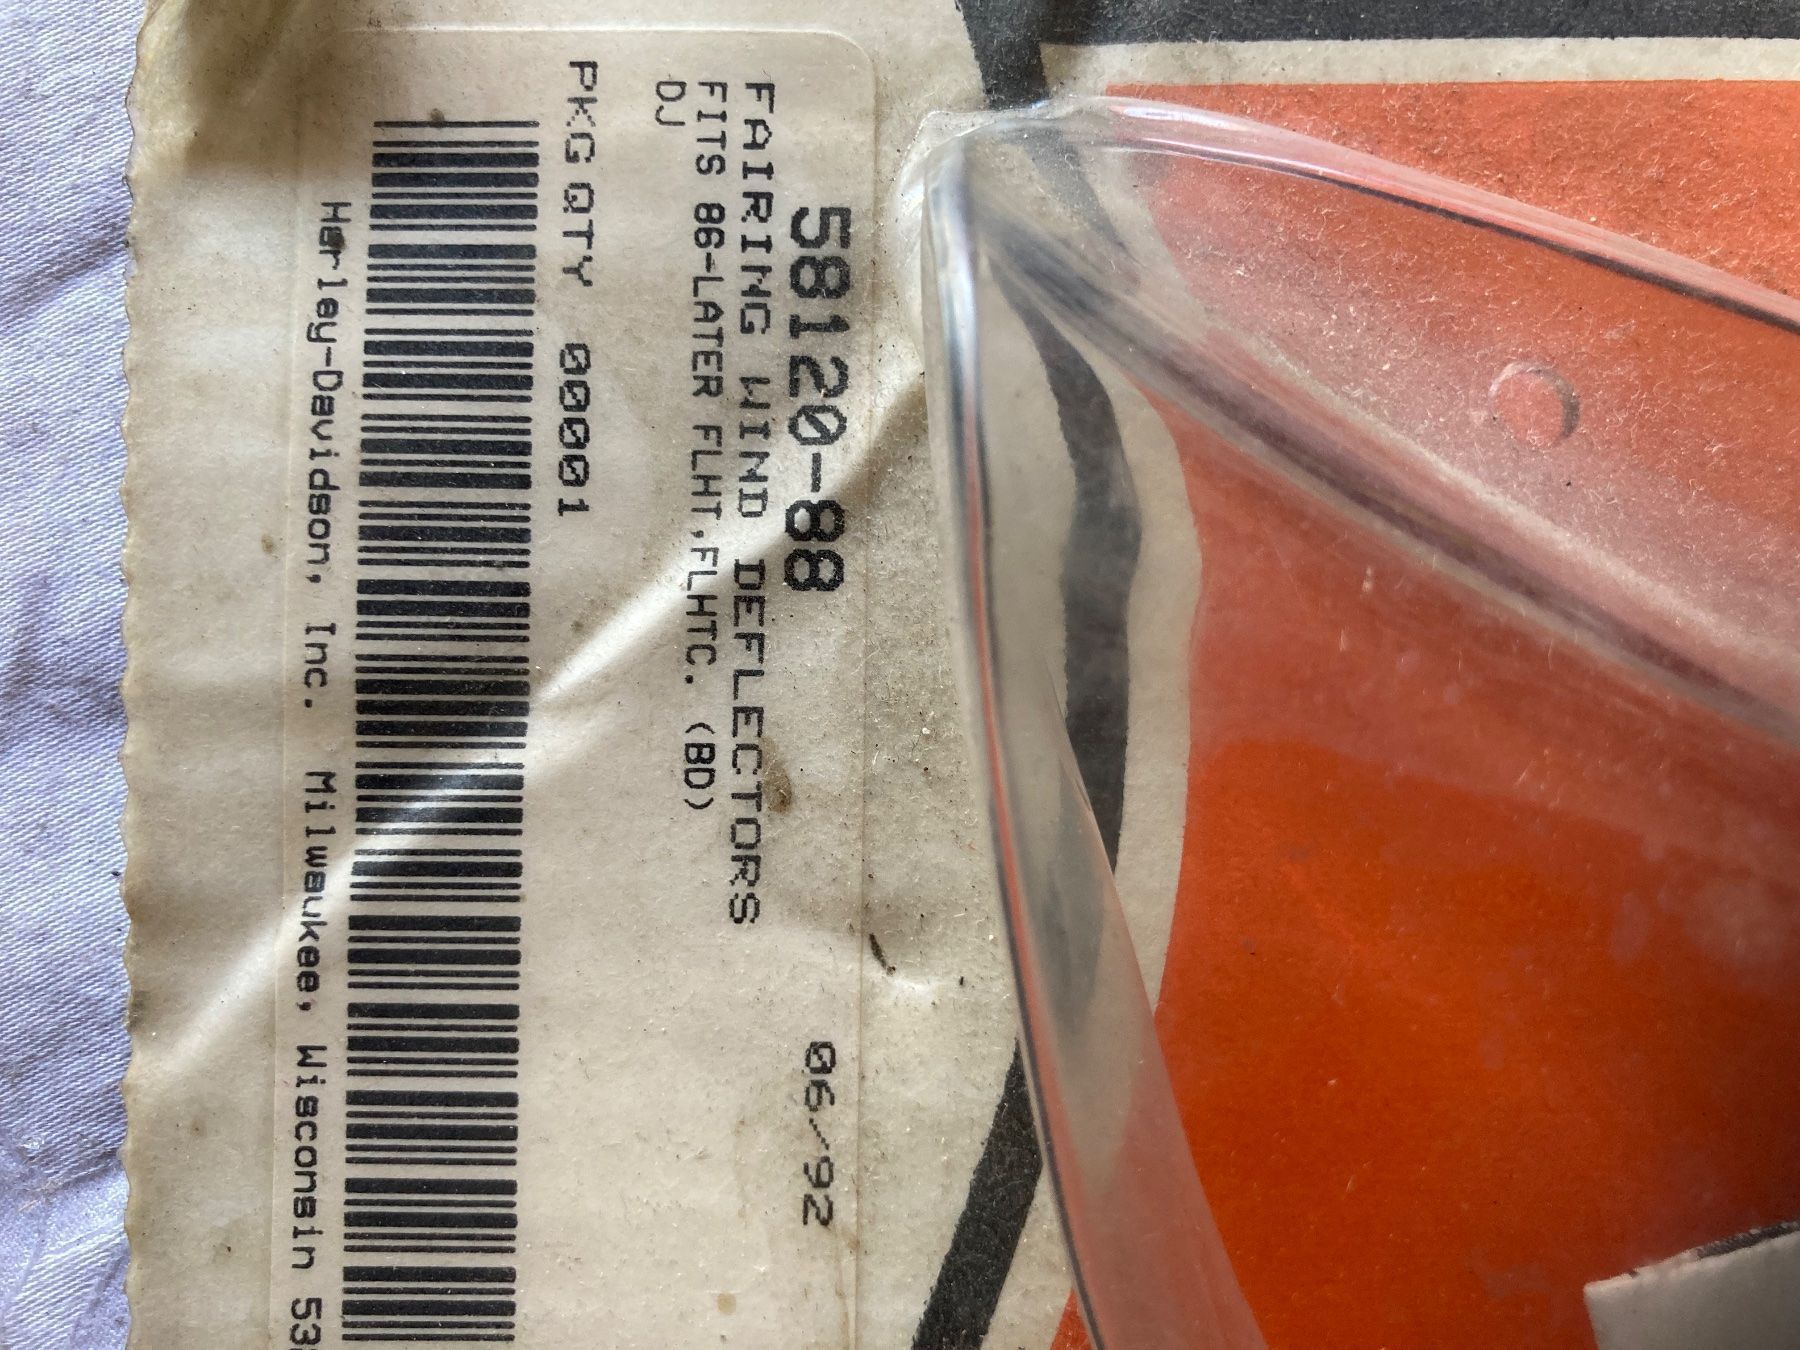 58120-88 06/92
FAIRING WIND DEFLECTORS
FITS 86-LATER FLHT,FLHTC. (BD)
DJ
PKG QTY 00001
Harley-Davidson, Inc. Milwaukee, Wisconsin